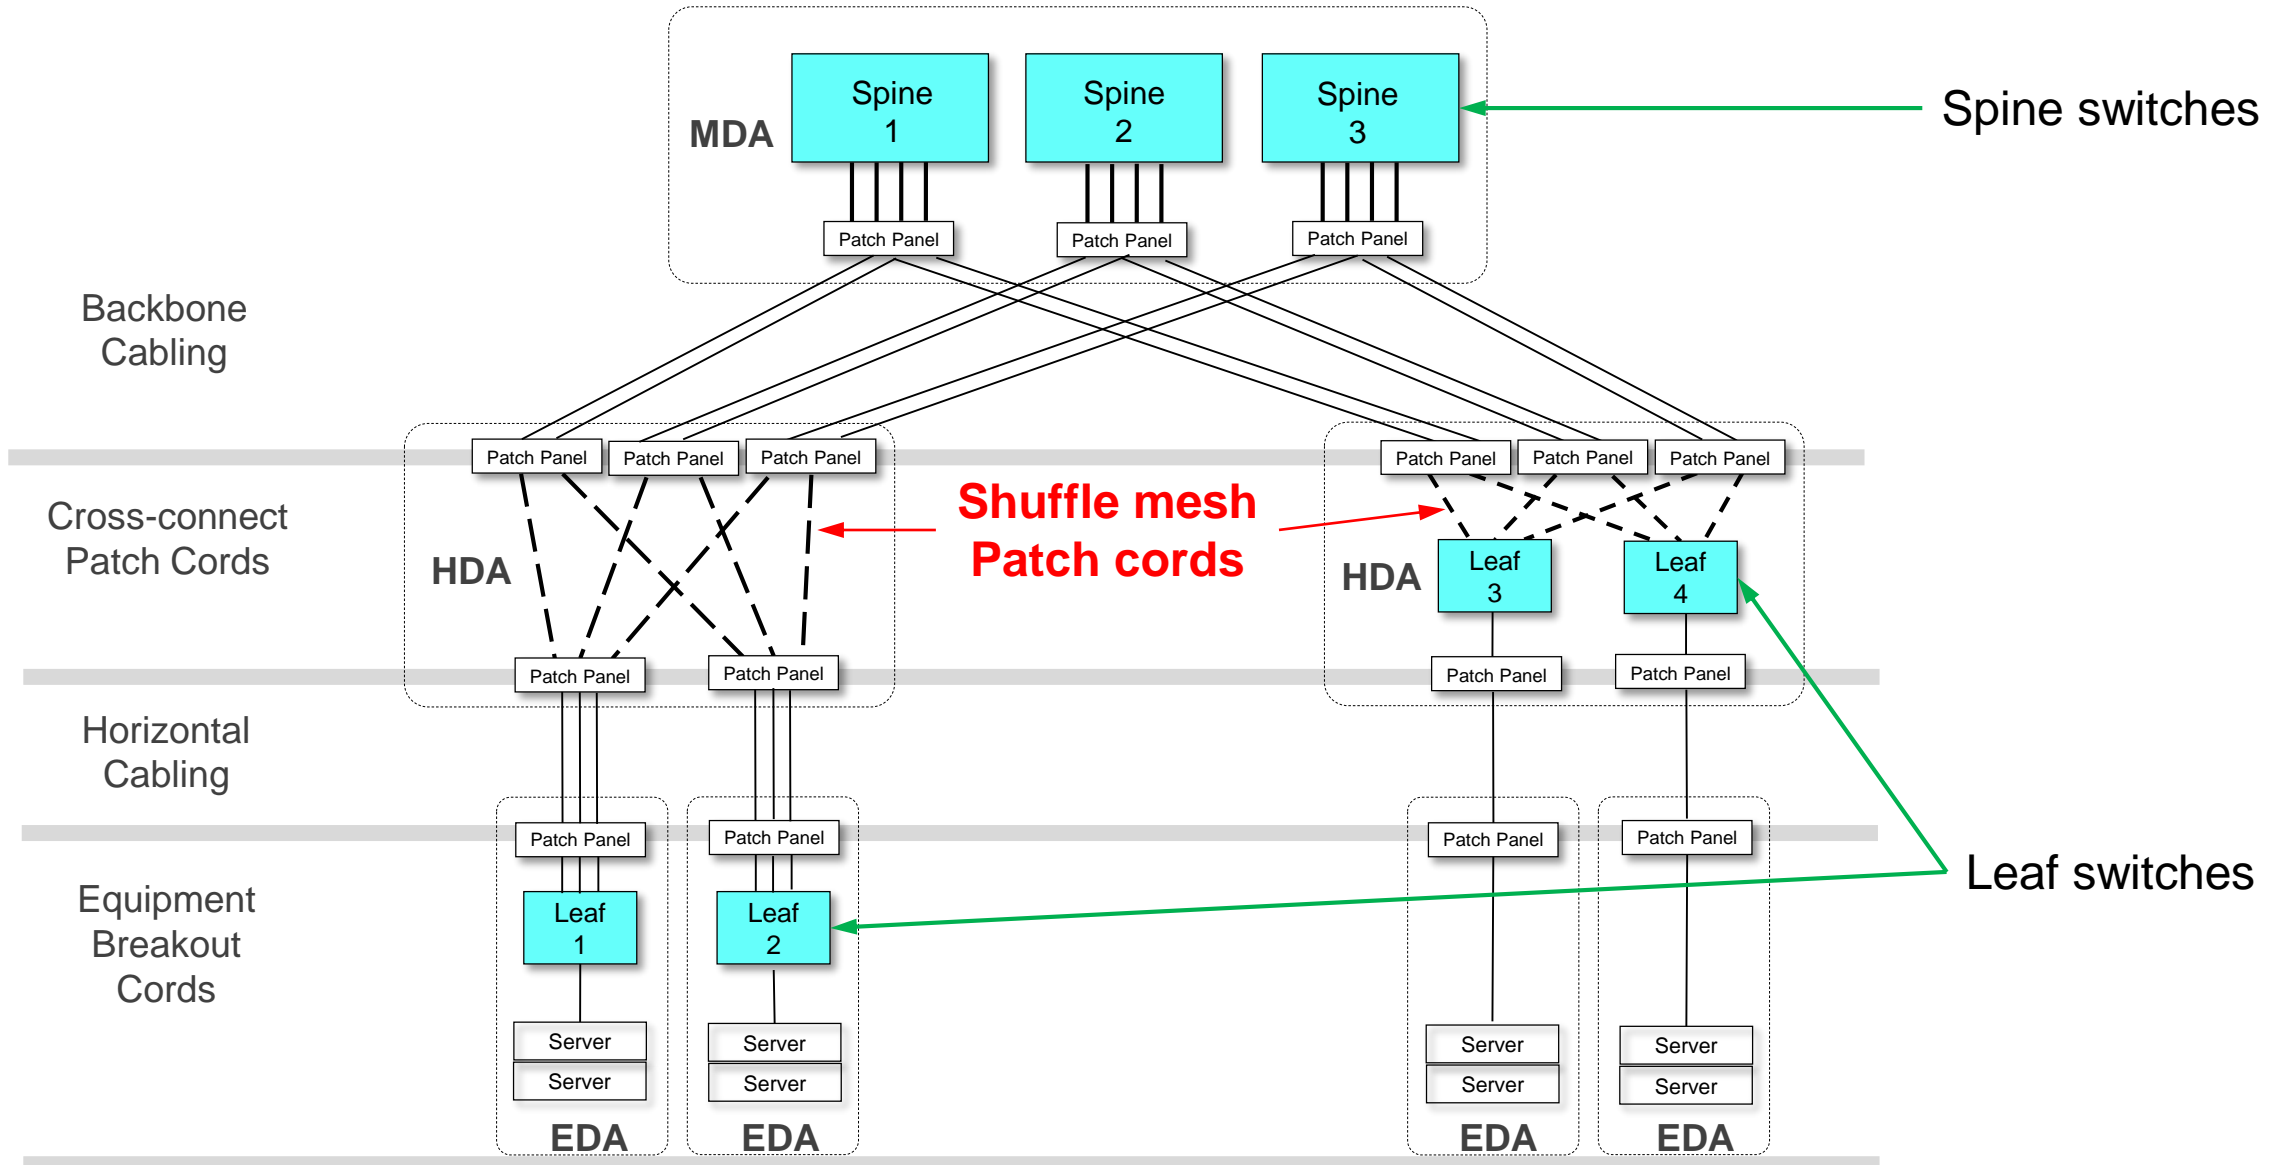 Spine
1
Spine
2
Spine
3
Spine switches
MDA
Patch Panel
Patch Panel
Patch Panel
Backbone
Cabling
Patch Panel
Patch Panel
Patch Panel
Patch Panel
Patch Panel
Patch Panel
Cross-connect
Patch Cords
Shuffle mesh
Patch cords
HDA
HDA
Leaf
3
Leaf
4
Patch Panel
Patch Panel
Patch Panel
Patch Panel
Horizontal
Cabling
Patch Panel
Patch Panel
Patch Panel
Patch Panel
Equipment
Breakout
Cords
Leaf
1
Leaf
2
Leaf switches
Server
Server
Server
Server
Server
Server
Server
Server
EDA
EDA
EDA
EDA